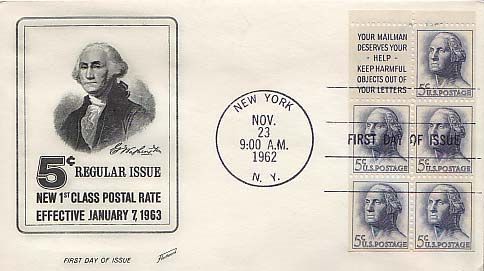 G Washington
5¢ REGULAR ISSUE
NEW 1ST CLASS POSTAL RATE
EFFECTIVE JANUARY 7, 1963
FIRST DAY OF ISSUE
NEW YORK
NOV.
23
9:00 A.M.
1962
N. Y.
YOUR MAILMAN
DESERVES YOUR
- HELP -
KEEP HARMFUL
OBJECTS OUT OF
YOUR LETTERS
5¢ U.S. POSTAGE
FIRST DAY OF ISSUE
5¢ U.S. POSTAGE
5¢ U.S. POSTAGE
5¢ U.S. POSTAGE
5¢ U.S. POSTAGE